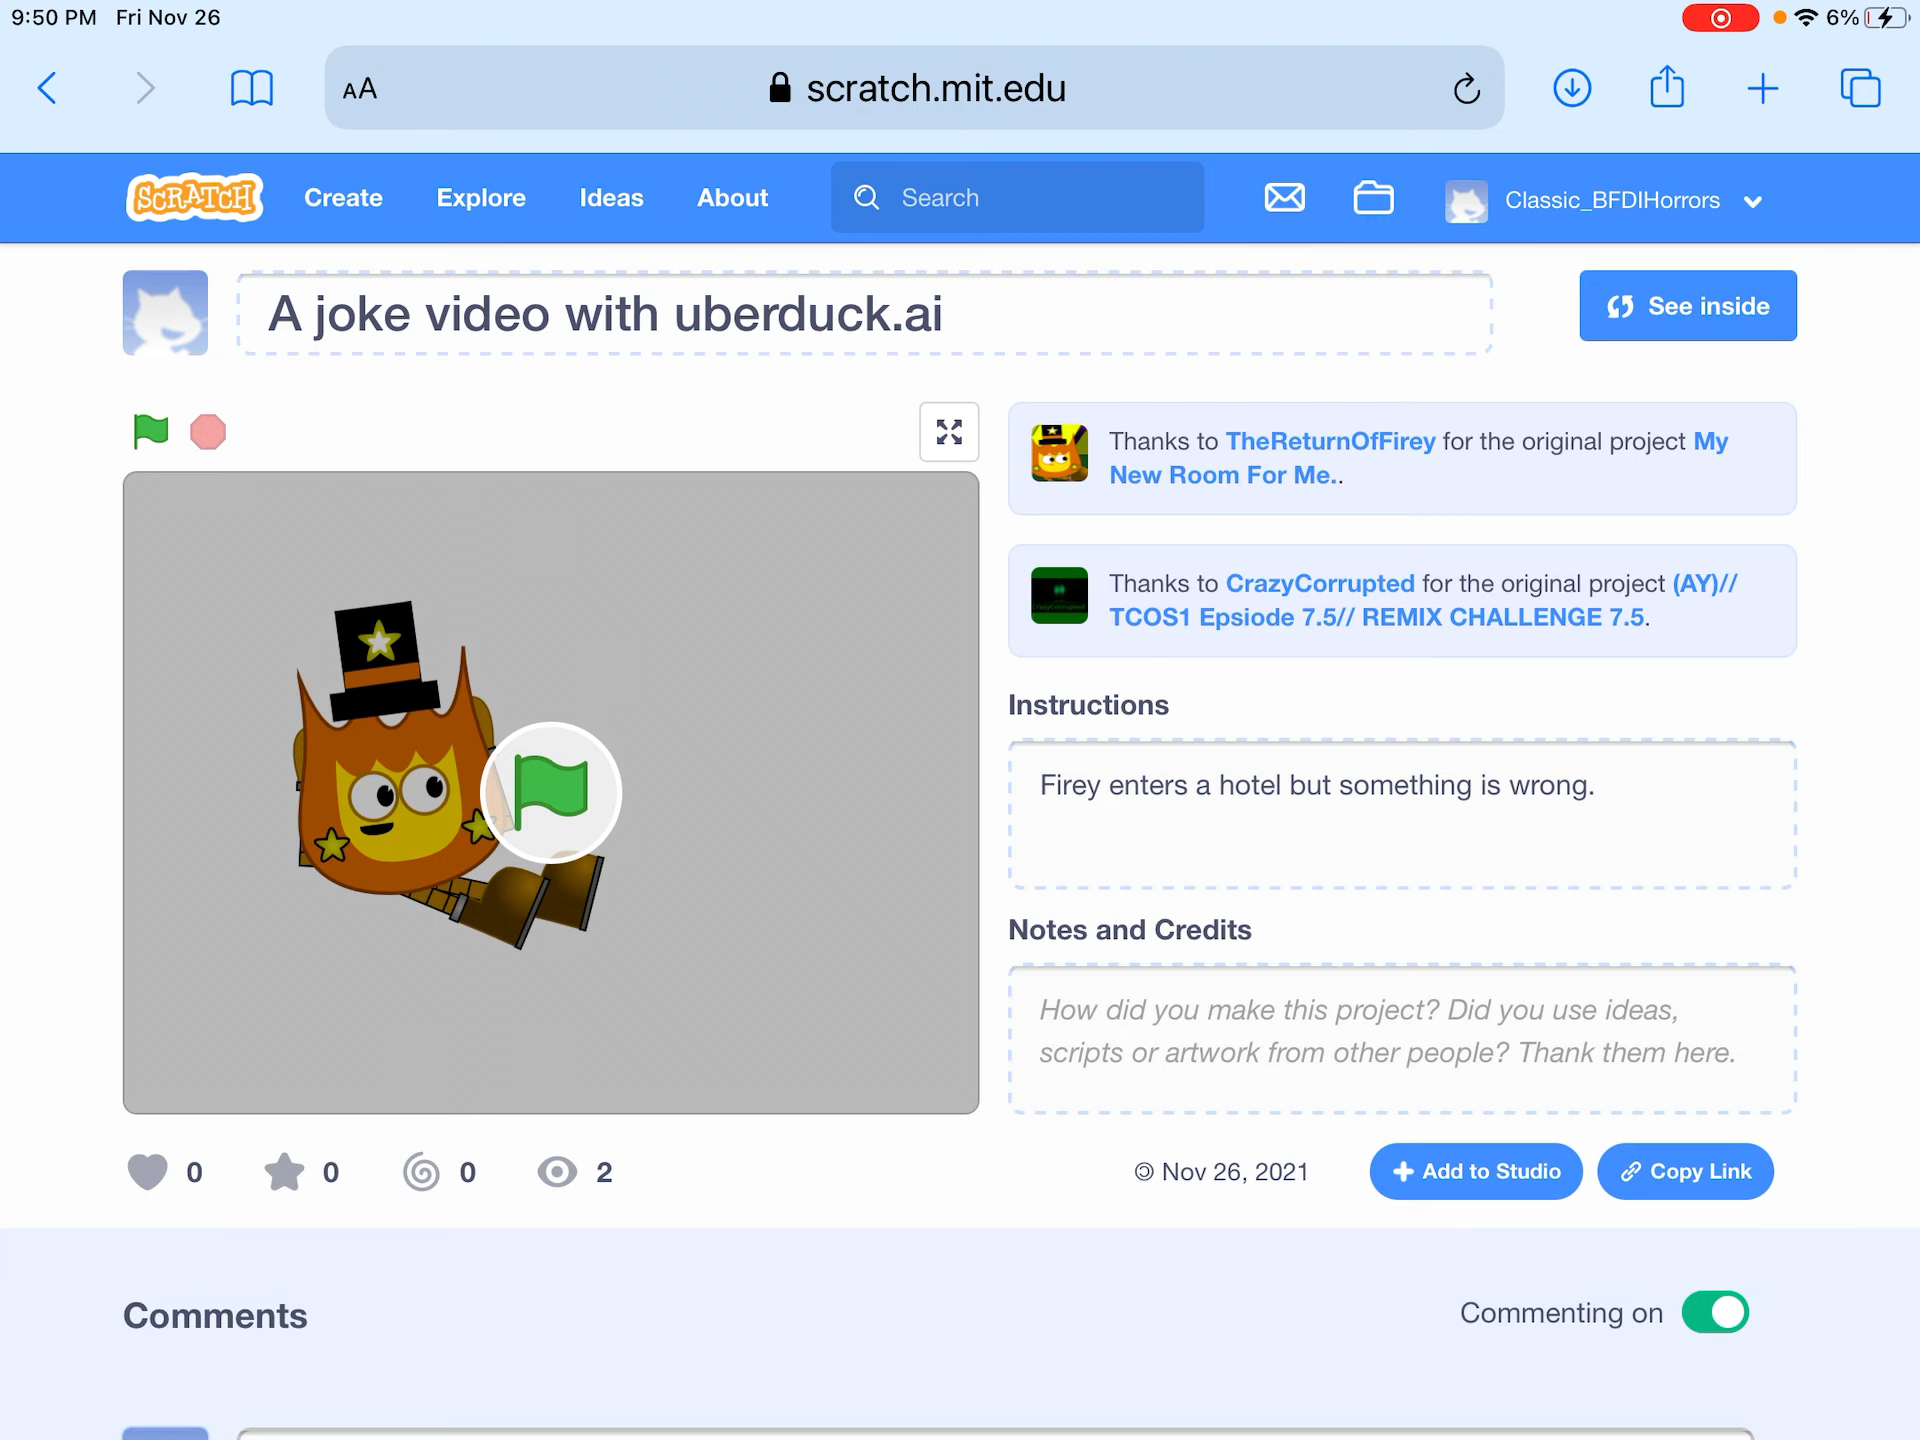 9:50 PM Fri Nov 26
6%
AA
scratch.mit.edu
SCRATCH
Create
Explore
Ideas
About
Search
Classic_BFDIHorrors
A joke video with uberduck.ai
See inside
Thanks to TheReturnOfFirey for the original project My
New Room For Me..
Thanks to CrazyCorrupted for the original project (AY)//
TCOS1 Epsiode 7.5// REMIX CHALLENGE 7.5.
Instructions
Firey enters a hotel but something is wrong.
Notes and Credits
How did you make this project? Did you use ideas,
scripts or artwork from other people? Thank them here.
0
0
0
2
© Nov 26, 2021
Add to Studio
Copy Link
Comments
Commenting on